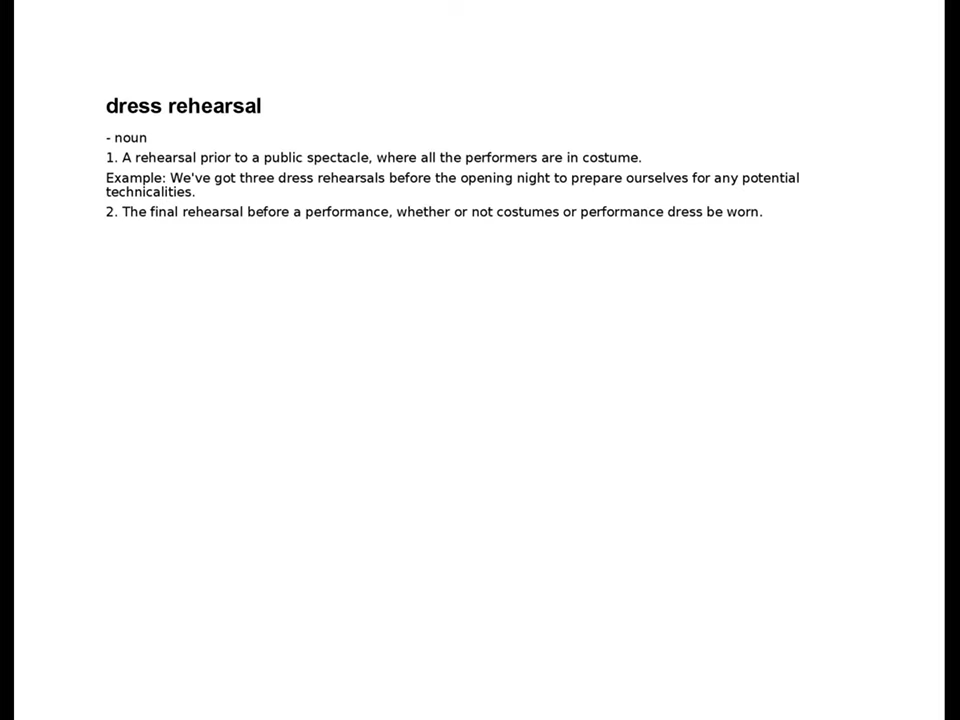 dress rehearsal
- noun
1. A rehearsal prior to a public spectacle, where all the performers are in costume.
Example: We've got three dress rehearsals before the opening night to prepare ourselves for any potential
technicalities.
2. The final rehearsal before a performance, whether or not costumes or performance dress be worn.